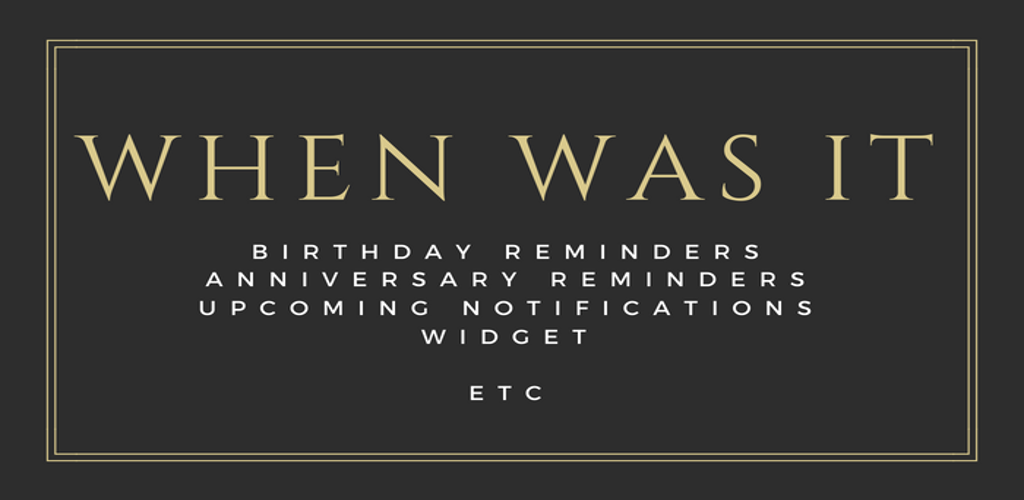 WHEN WAS IT
BIRTHDAY REMINDERS
ANNIVERSARY REMINDERS
UPCOMING NOTIFICATIONS
WIDGET
ETC